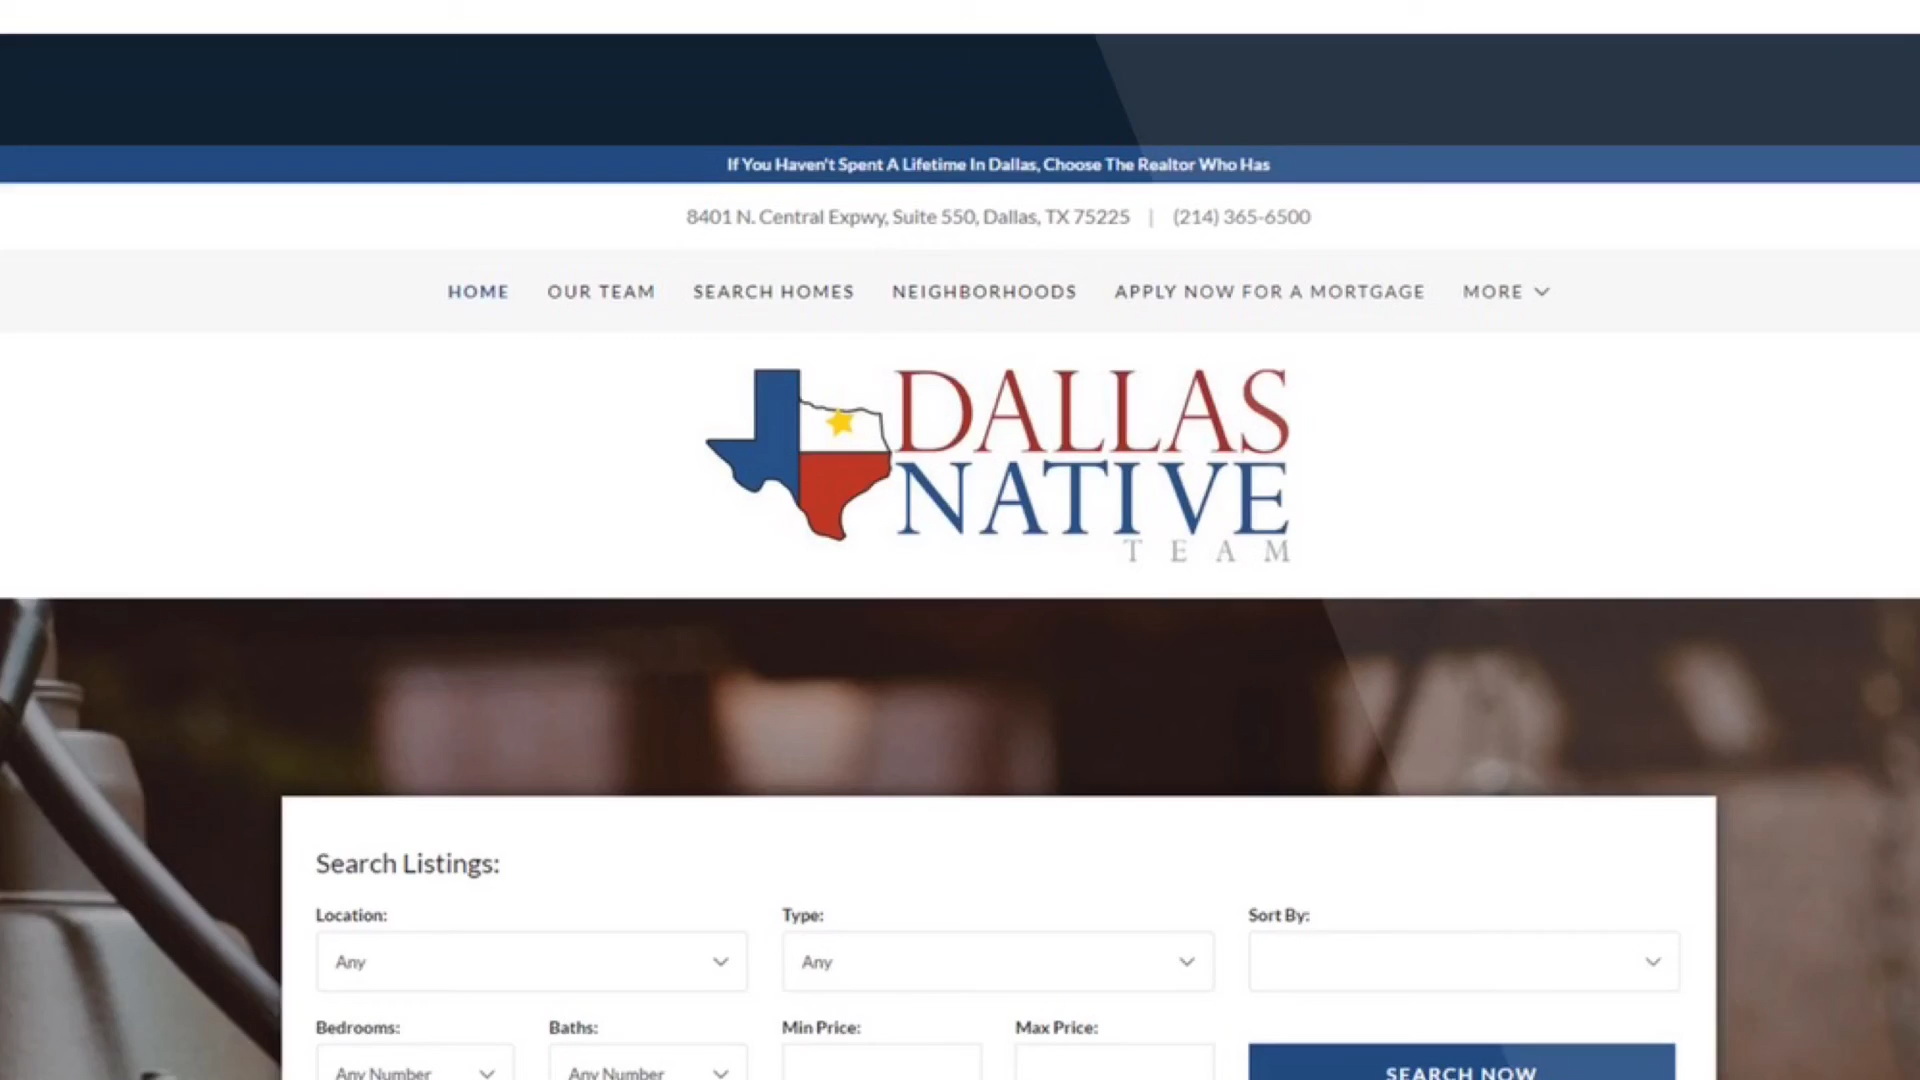 If You Haven't Spent A Lifetime In Dallas, Choose The Realtor Who Has
8401 N. Central Expwy, Suite 550, Dallas, TX 75225 | (214) 365-6500
HOME OUR TEAM SEARCH HOMES NEIGHBORHOODS APPLY NOW FOR A MORTGAGE MORE
DALLAS
NATIVE
TEAM
Search Listings:
Location: Type: Sort By:
Any Any
Bedrooms: Baths: Min Price: Max Price:
Any Number Any Number SEARCH NOW